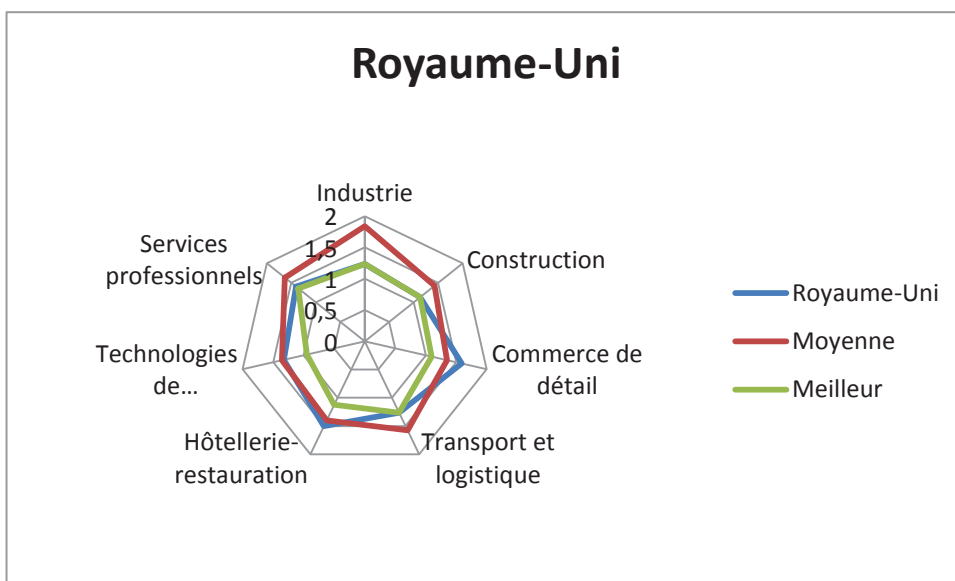 Royaume-Uni
Industrie
Construction
Commerce de
détail
Transport et
logistique
Hôtellerie-
restauration
Technologies
de…
Services
professionnels
2
1,5
1
0,5
0
Royaume-Uni
Moyenne
Meilleur